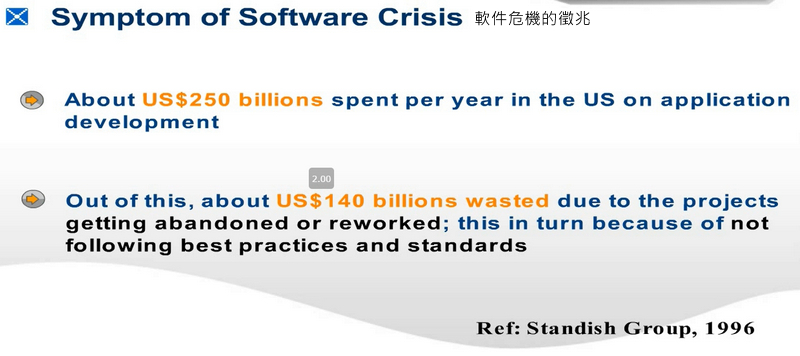 Symptom of Software Crisis 軟件危機的徵兆
About US$250 billions spent per year in the US on application
development
2.00
Out of this, about US$140 billions wasted due to the projects
getting abandoned or reworked; this in turn because of not
following best practices and standards
Ref: Standish Group, 1996